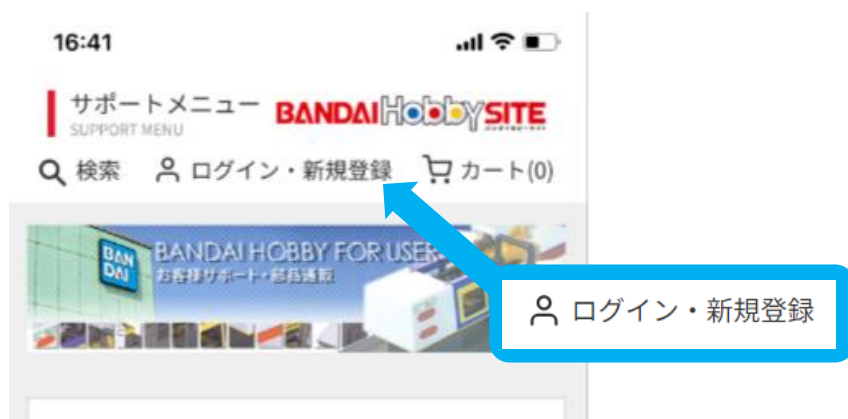 16:41
サポートメニュー
SUPPORT MENU
BANDAI Hobby SITE
検索
ログイン・新規登録
カート(0)
BAN
DAI
BANDAI HOBBY FOR USER
お客様サポート・部品通販
ログイン・新規登録